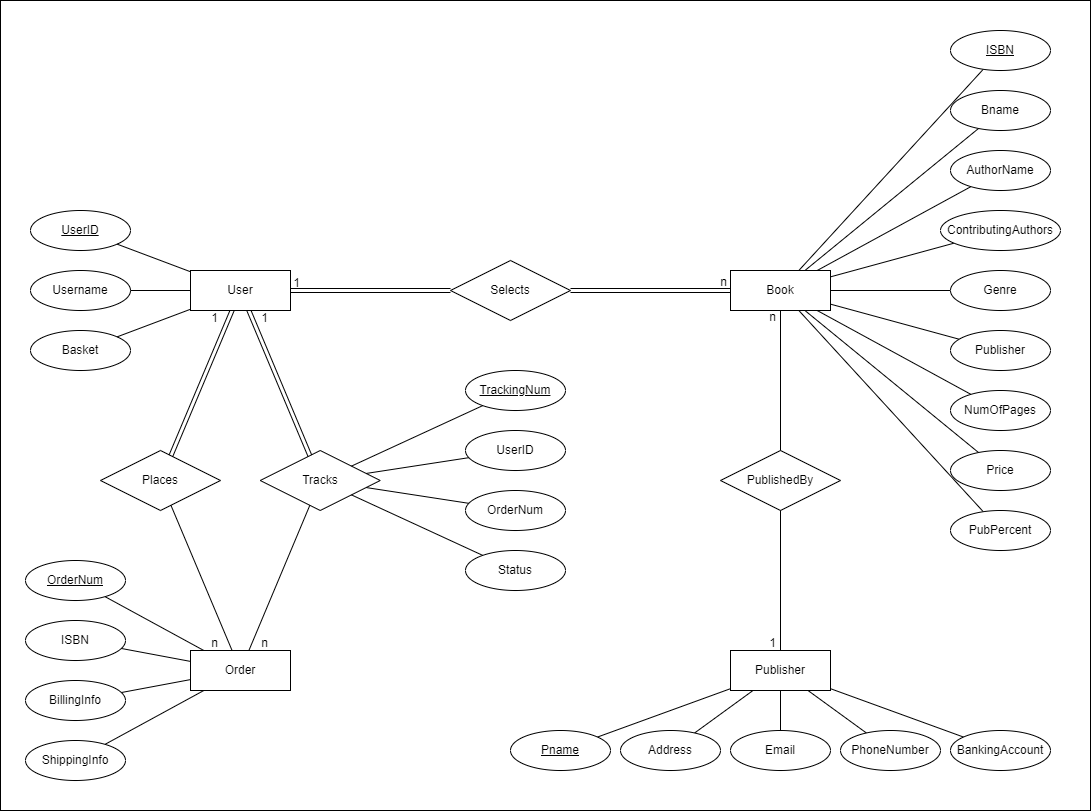 ISBN
Bname
AuthorName
ContributingAuthors
UserID
Username
Basket
User
1
Selects
n
Book
Genre
Publisher
NumOfPages
Price
PubPercent
1
1
n
TrackingNum
UserID
OrderNum
Status
Places
Tracks
PublishedBy
OrderNum
ISBN
BillingInfo
ShippingInfo
n
n
Order
1
Publisher
Pname
Address
Email
PhoneNumber
BankingAccount